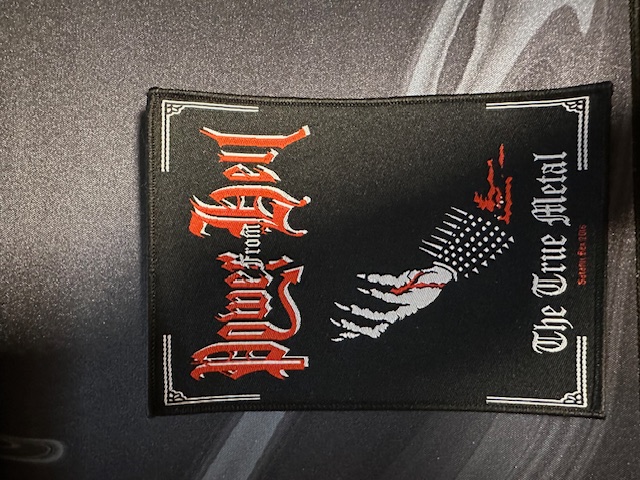 Power From Hell
The True Metal